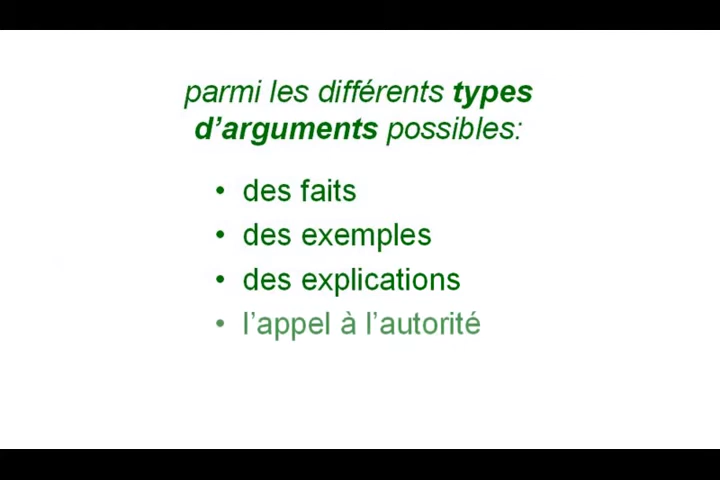 parmi les différents types
d’arguments possibles:
• des faits
• des exemples
• des explications
• l’appel à l’autorité